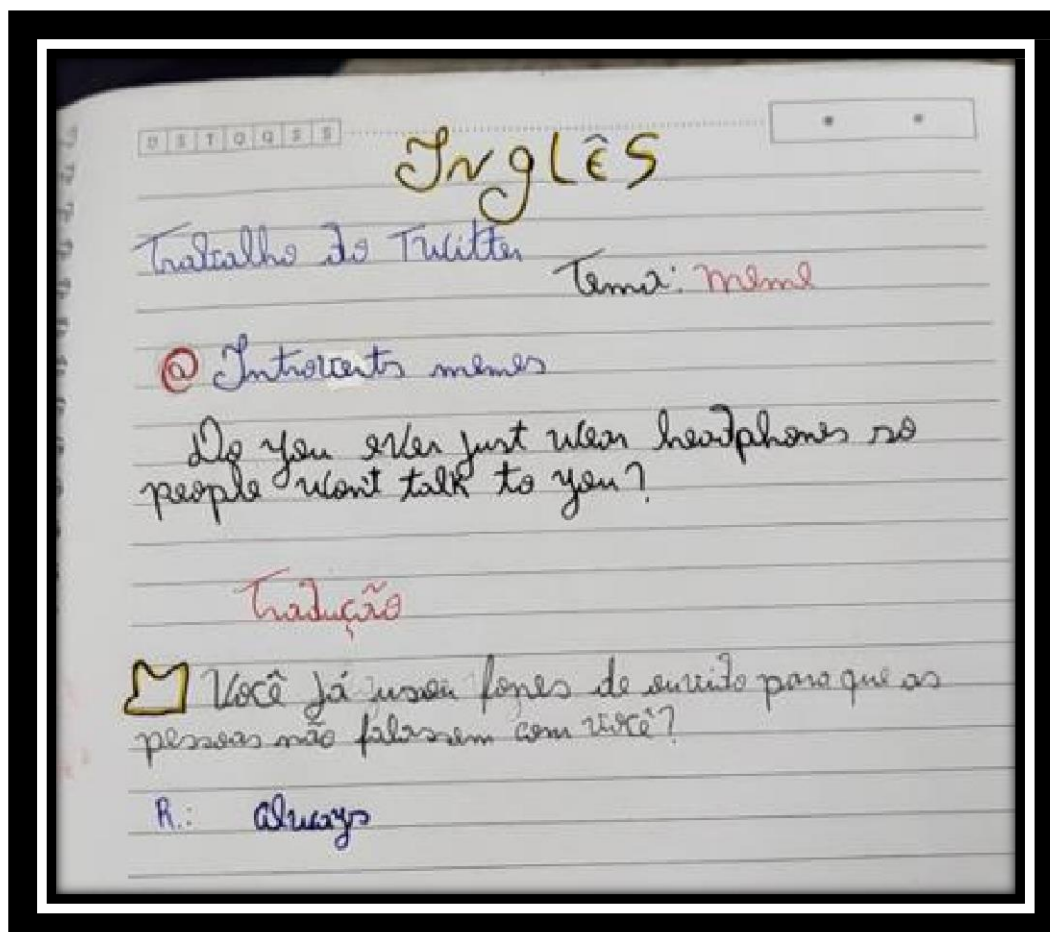 D S T Q Q S S
Inglês
Trabalho do Twitter
Tema: Meme
@ Introverts memes
Do you ever just wear headphones so
people wont talk to you?
Tradução
Você já usou fones de ouvido para que as
pessoas não falassem com você?
R.: always